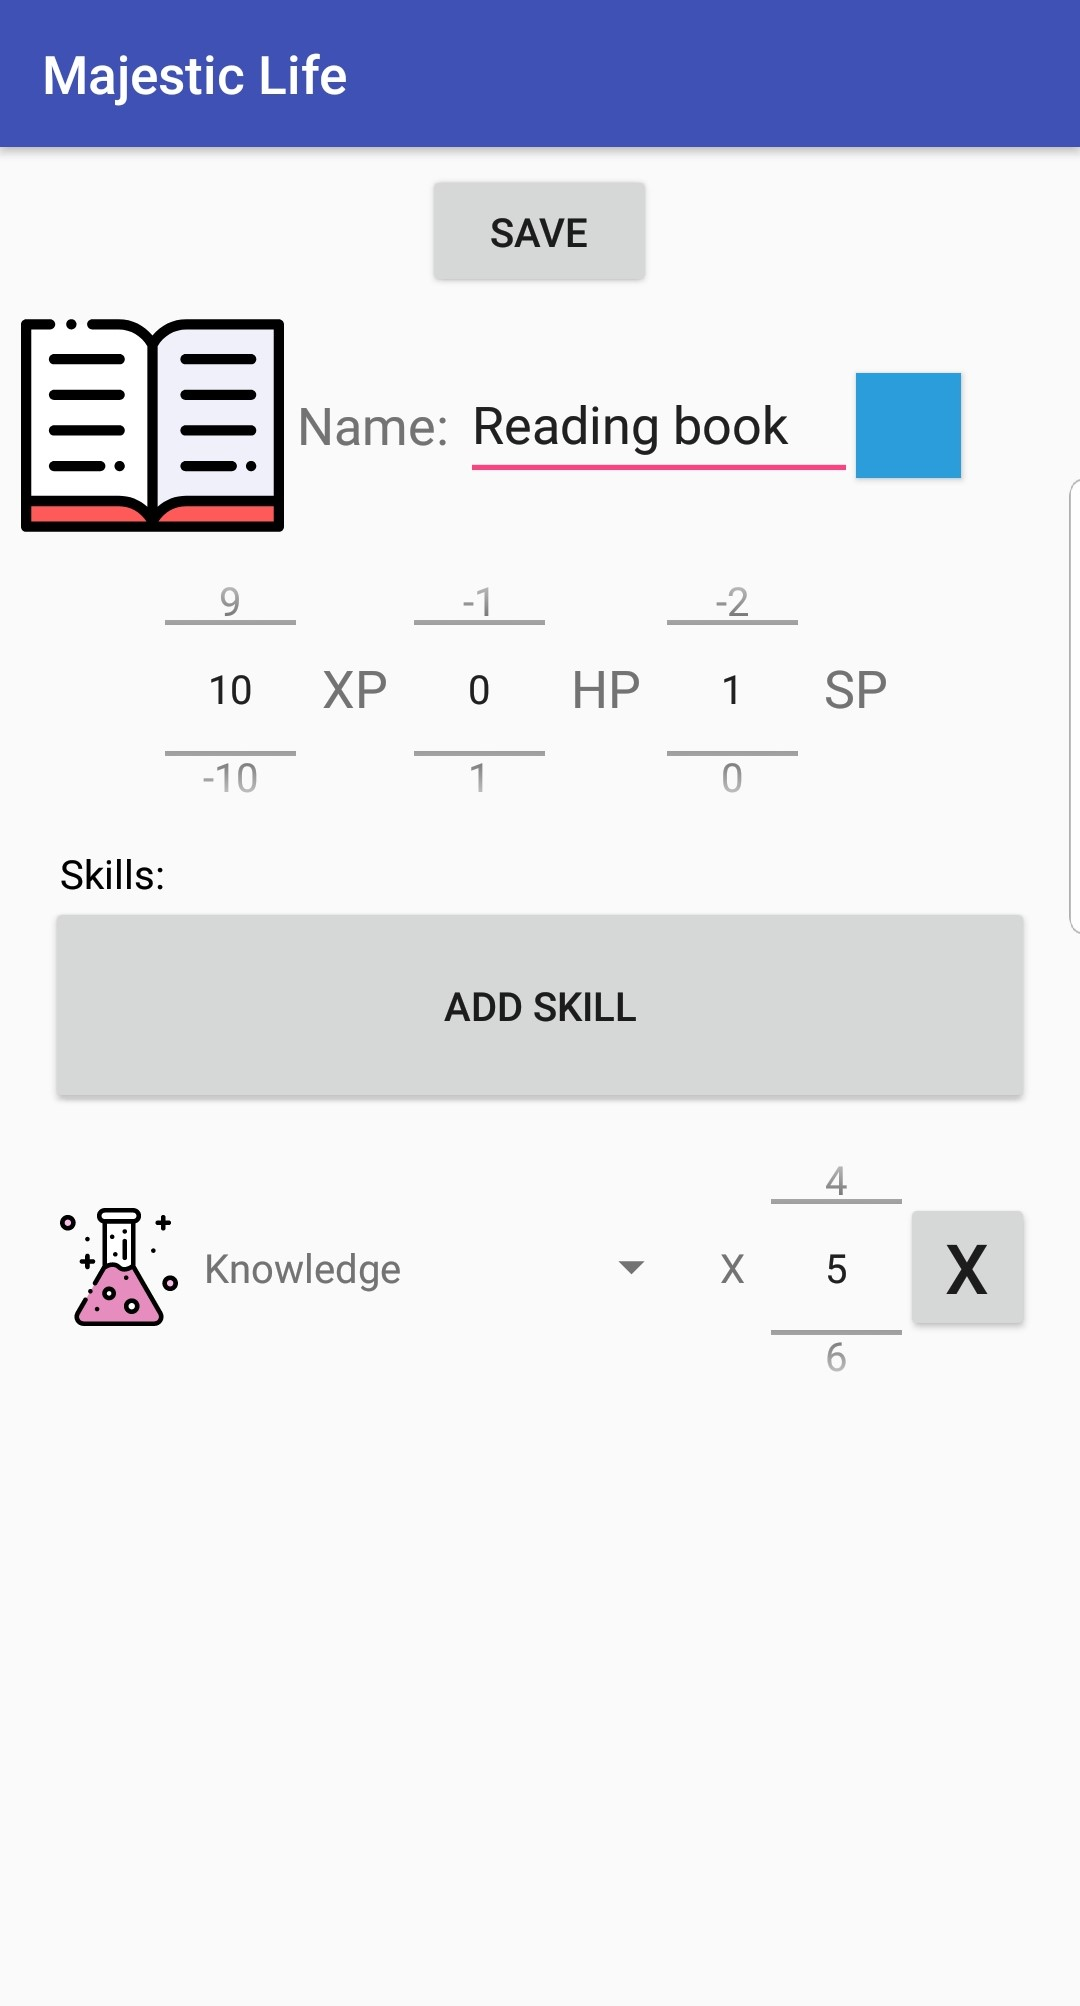 Majestic Life
SAVE
Name: Reading book
9 -1 -2
10 XP 0 HP 1 SP
-10 1 0
Skills:
ADD SKILL
4
Knowledge X 5 X
6